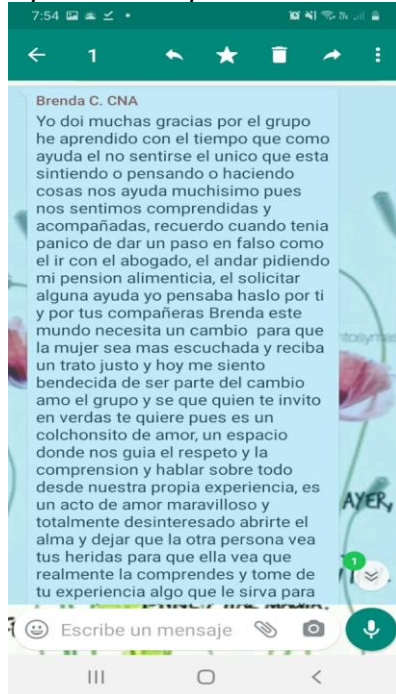 7:54
1
Brenda C. CNA
Yo doi muchas gracias por el grupo
he aprendido con el tiempo que como
ayuda el no sentirse el unico que esta
sintiendo o pensando o haciendo
cosas nos ayuda muchisimo pues
nos sentimos comprendidas y
acompañadas, recuerdo cuando tenia
panico de dar un paso en falso como
el ir con el abogado, el andar pidiendo
mi pension alimenticia, el solicitar
alguna ayuda yo pensaba haslo por ti
y por tus compañeras Brenda este
mundo necesita un cambio para que
la mujer sea mas escuchada y reciba
un trato justo y hoy me siento
bendecida de ser parte del cambio
amo el grupo y se que quien te invito
en verdas te quiere pues es un
colchonsito de amor, un espacio
donde nos guia el respeto y la
comprension y hablar sobre todo
desde nuestra propia experiencia, es
un acto de amor maravilloso y
totalmente desinteresado abrirte el
alma y dejar que la otra persona vea
tus heridas para que ella vea que
realmente la comprendes y tome de
tu experiencia algo que le sirva para
AYER,
1
Escribe un mensaje